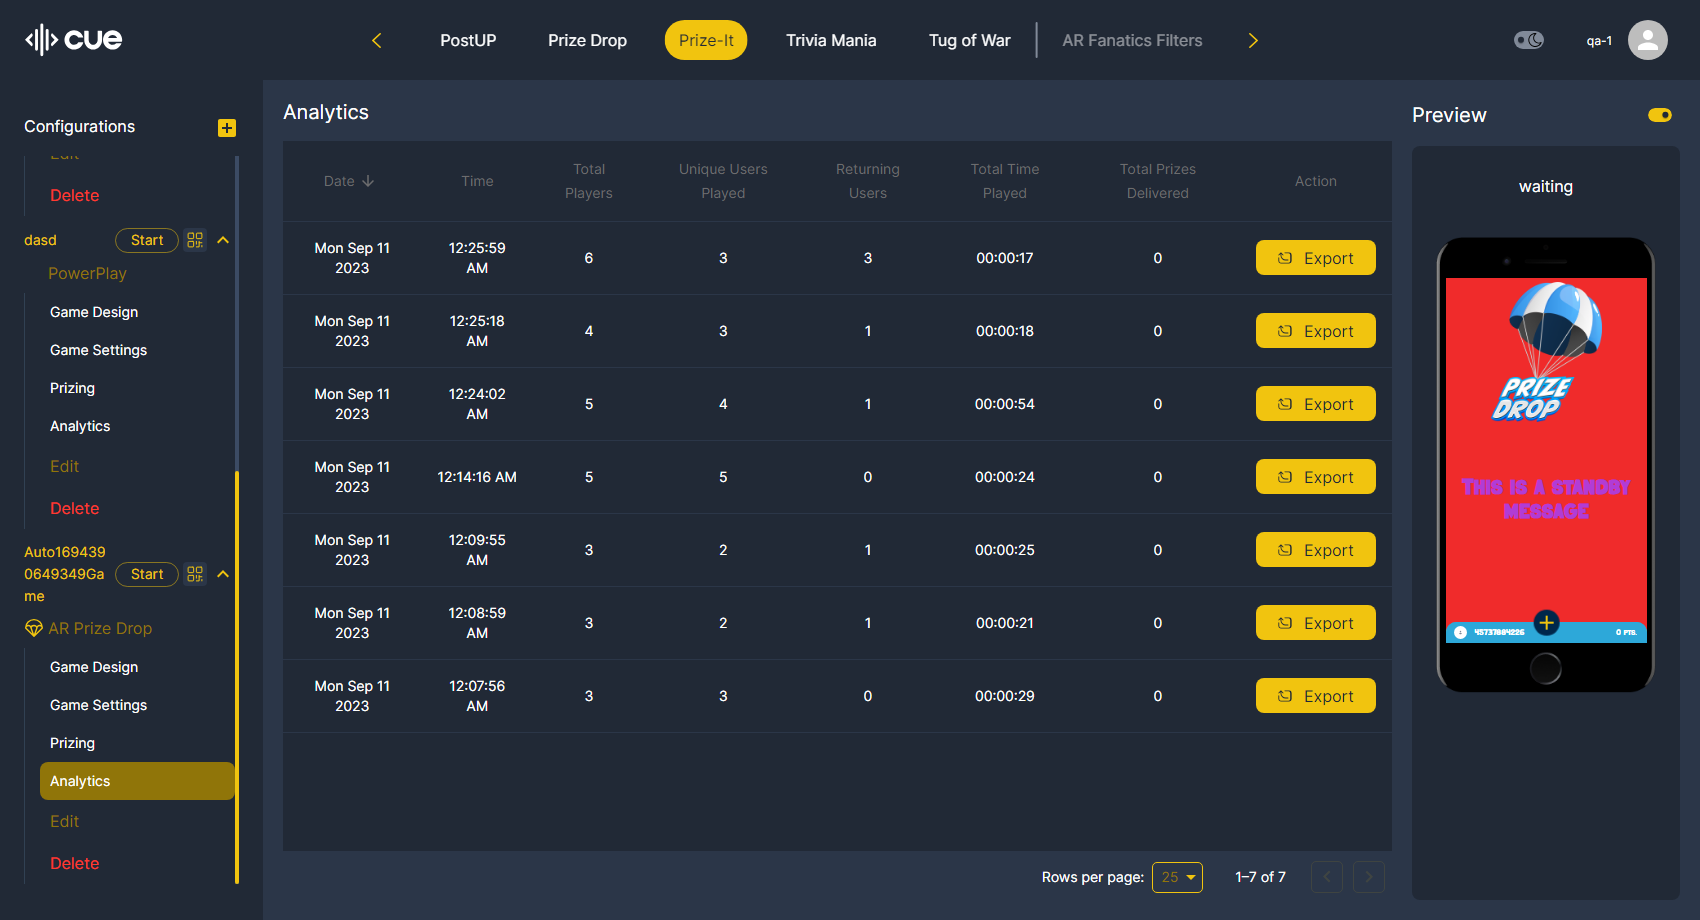 cue
PostUP
Prize Drop
Prize-It
Trivia Mania
Tug of War
AR Fanatics Filters
qa-1
Configurations
Edit
Delete
dasd
Start
PowerPlay
Game Design
Game Settings
Prizing
Analytics
Edit
Delete
Auto169439
0649349Ga
me
Start
AR Prize Drop
Game Design
Game Settings
Prizing
Analytics
Edit
Delete
Analytics
Date
Time
Total
Players
Unique Users
Played
Returning
Users
Total Time
Played
Total Prizes
Delivered
Action
Mon Sep 11
2023
12:25:59
AM
6
3
3
00:00:17
0
Export
Mon Sep 11
2023
12:25:18
AM
4
3
1
00:00:18
0
Export
Mon Sep 11
2023
12:24:02
AM
5
4
1
00:00:54
0
Export
Mon Sep 11
2023
12:14:16 AM
5
5
0
00:00:24
0
Export
Mon Sep 11
2023
12:09:55
AM
3
2
1
00:00:25
0
Export
Mon Sep 11
2023
12:08:59
AM
3
2
1
00:00:21
0
Export
Mon Sep 11
2023
12:07:56
AM
3
3
0
00:00:29
0
Export
Rows per page:
25
1–7 of 7
Preview
waiting
PRIZE
DROP
THIS IS A STANDBY
MESSAGE
0 PTS.